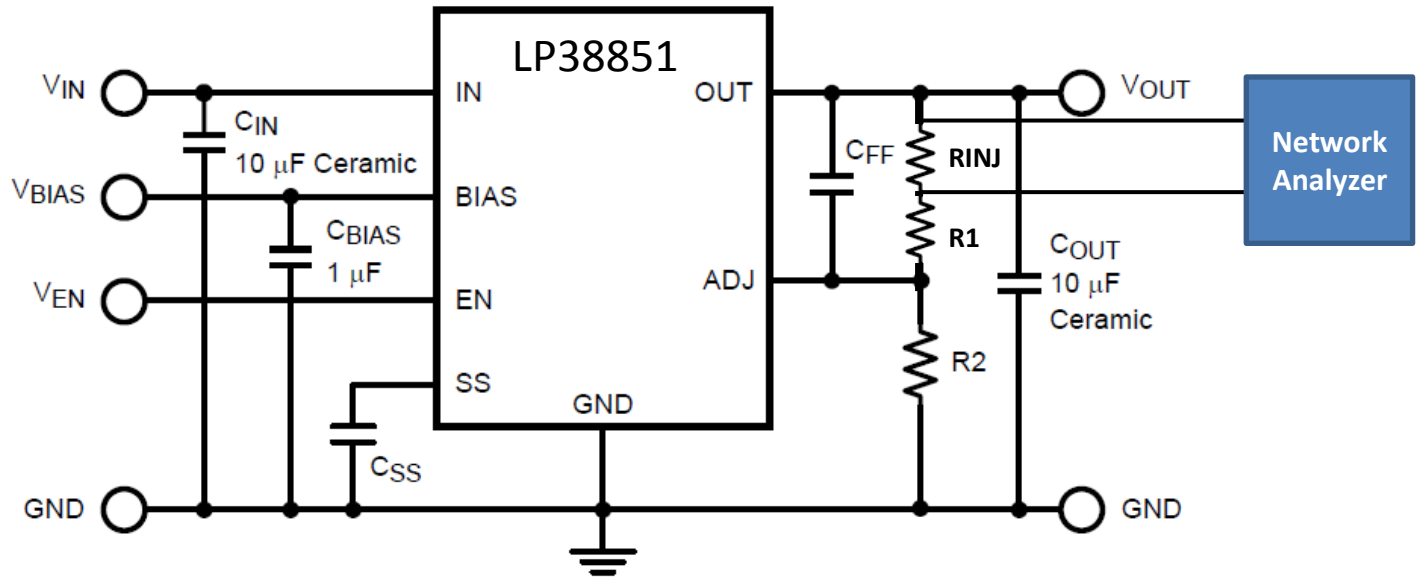 LP38851
VIN
IN
OUT
VOUT
CIN
10 μF Ceramic
CFF
RINJ
Network
Analyzer
VBIAS
BIAS
CBIAS
1 μF
R1
COUT
10 μF
Ceramic
VEN
EN
ADJ
SS
R2
GND
CSS
GND
GND